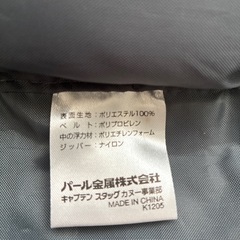 表面生地：ポリエステル100%
ベルト：ポリプロピレン
中の浮力材：ポリエチレンフォーム
ジッパー：ナイロン
パール金属株式会社
キャプテン スタッグ カヌー事業部
MADE IN CHINA
K1205